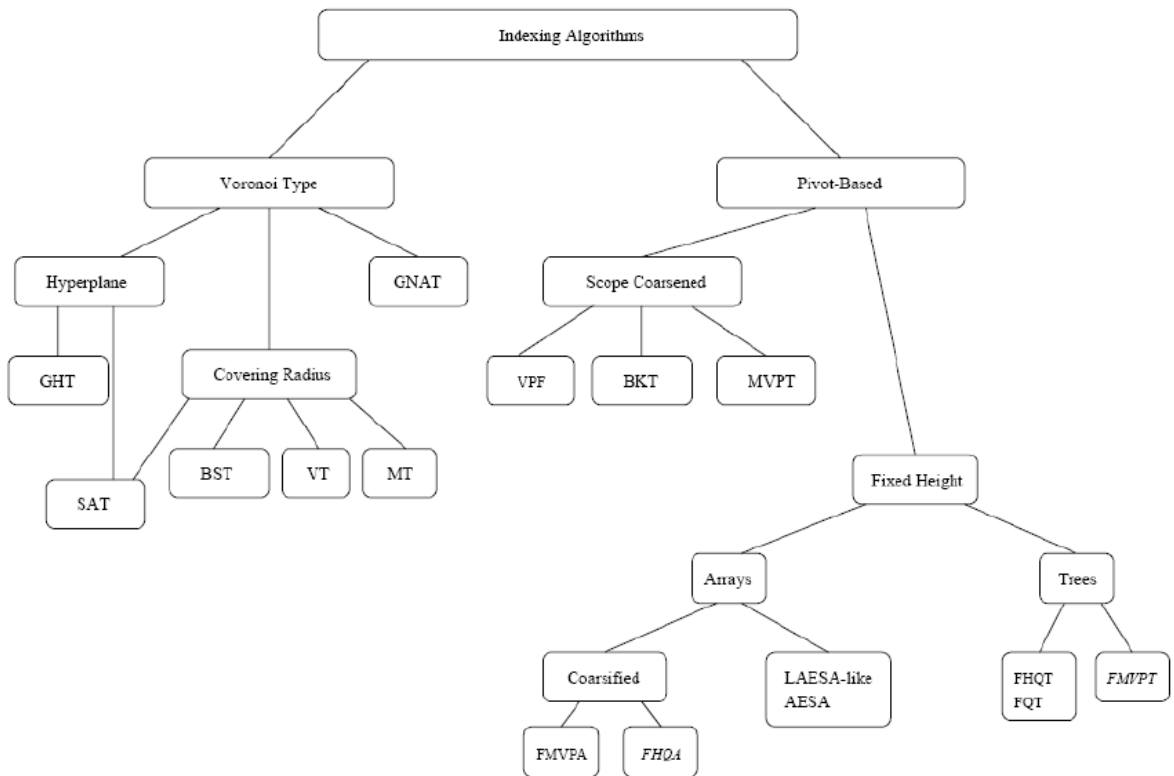 Indexing Algorithms
Voronoi Type
Pivot-Based
Hyperplane
GNAT
Scope Coarsened
GHT
Covering Radius
VPF
BKT
MVPT
SAT
BST
VT
MT
Fixed Height
Arrays
Trees
Coarsified
LAESA-like
AESA
FHQT
FQT
FMVPT
FMVPA
FHQA